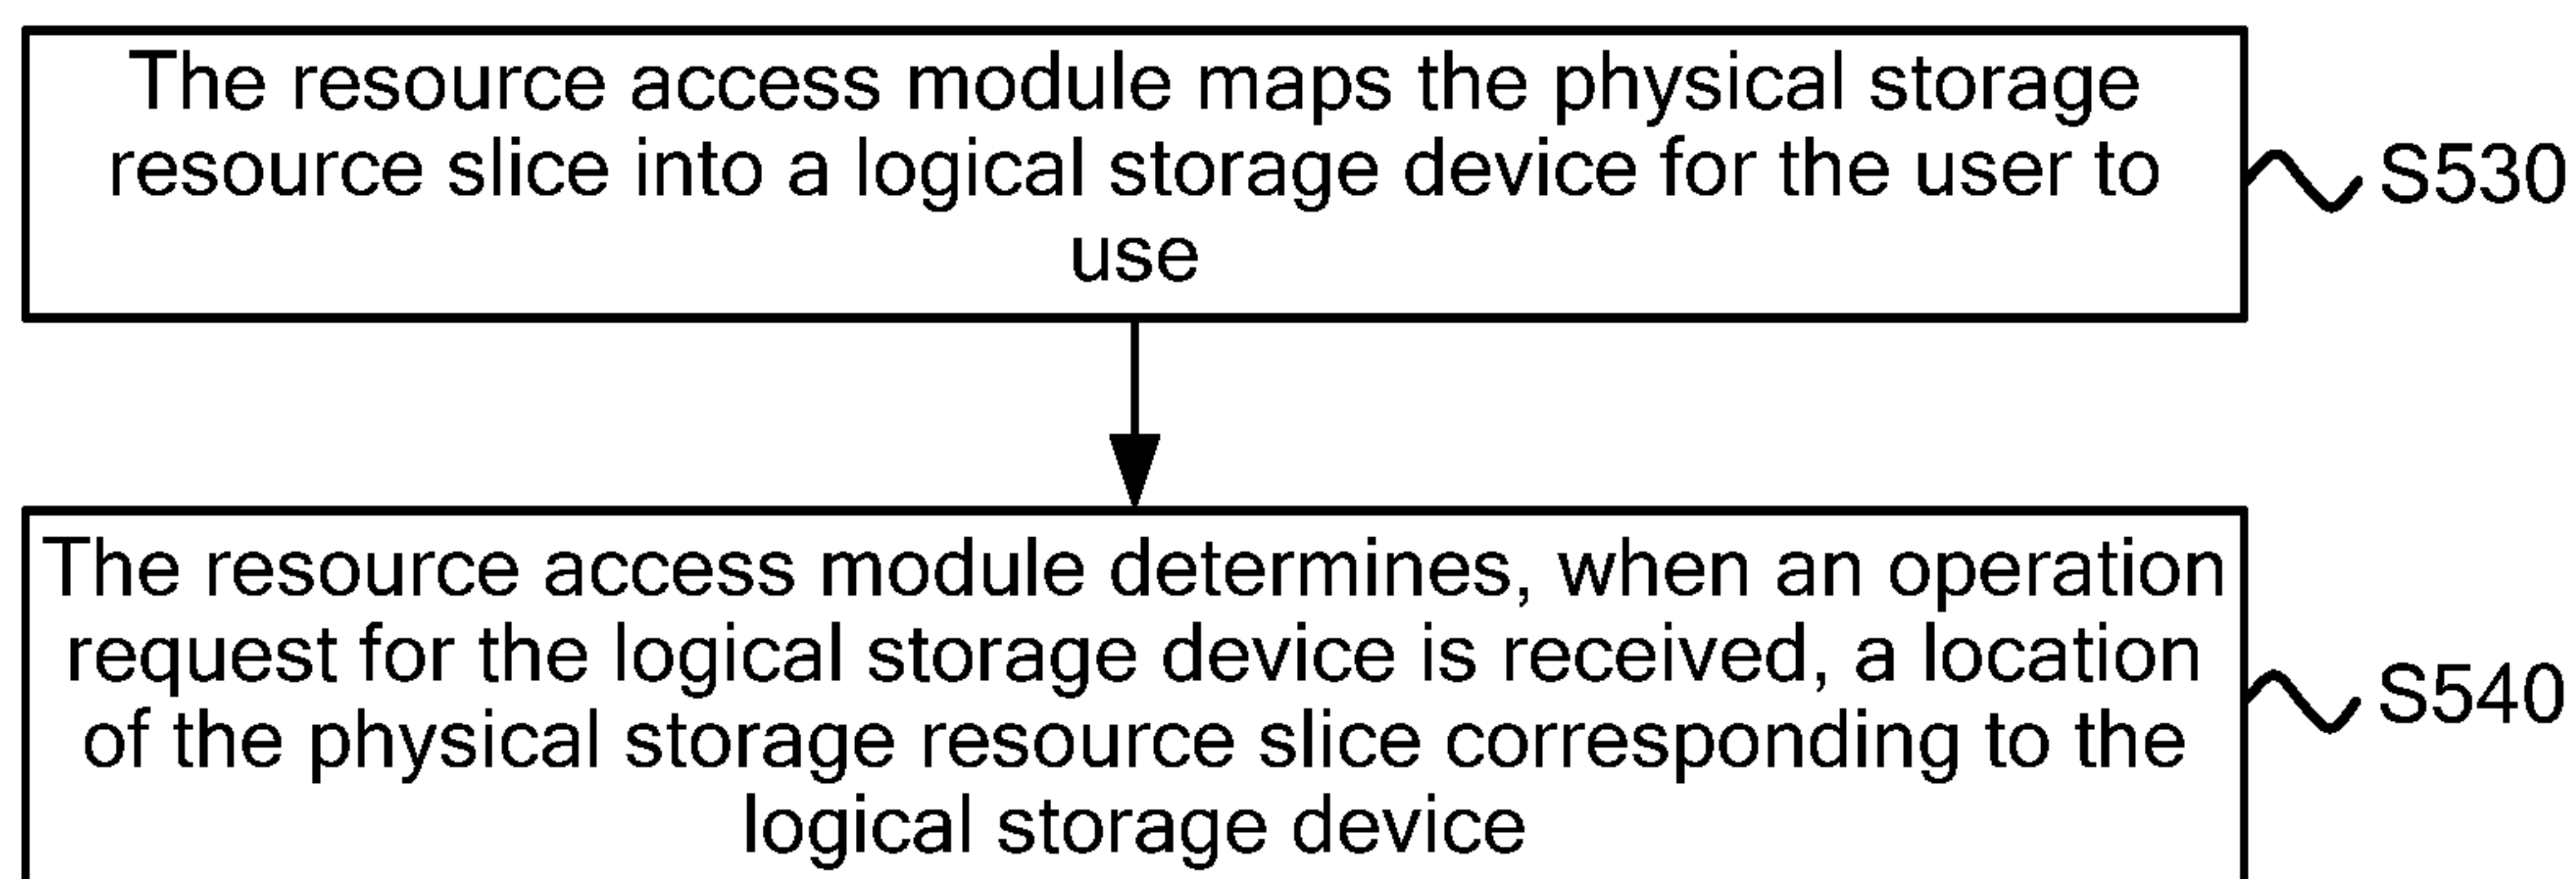 The resource access module maps the physical storage
resource slice into a logical storage device for the user to
use
S530
The resource access module determines, when an operation
request for the logical storage device is received, a location
of the physical storage resource slice corresponding to the
logical storage device
S540